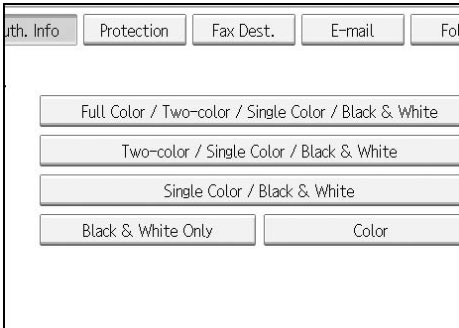 uth. Info Protection Fax Dest. E-mail Fol
Full Color / Two-color / Single Color / Black & White
Two-color / Single Color / Black & White
Single Color / Black & White
Black & White Only Color